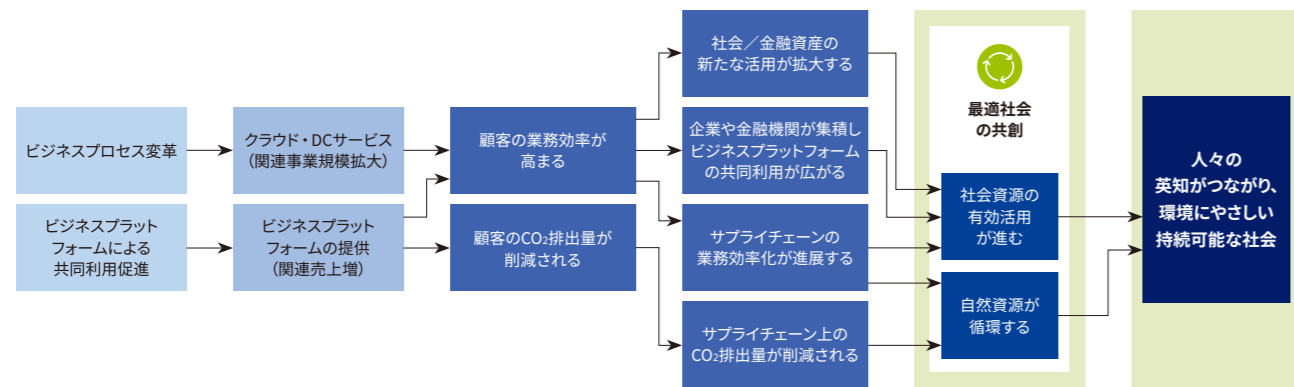 ビジネスプロセス変革
ビジネスプラット
フォームによる
共同利用促進
クラウド・DCサービス
（関連事業規模拡大）
ビジネスプラット
フォームの提供
（関連売上増）
顧客の業務効率が
高まる
顧客のCO₂排出量が
削減される
社会／金融資産の
新たな活用が拡大する
企業や金融機関が集積し
ビジネスプラットフォーム
の共同利用が広がる
サプライチェーンの
業務効率化が進展する
サプライチェーン上の
CO₂排出量が削減される
最適社会
の共創
社会資源の
有効活用
が進む
自然資源が
循環する
人々の
英知がつながり、
環境にやさしい
持続可能な社会